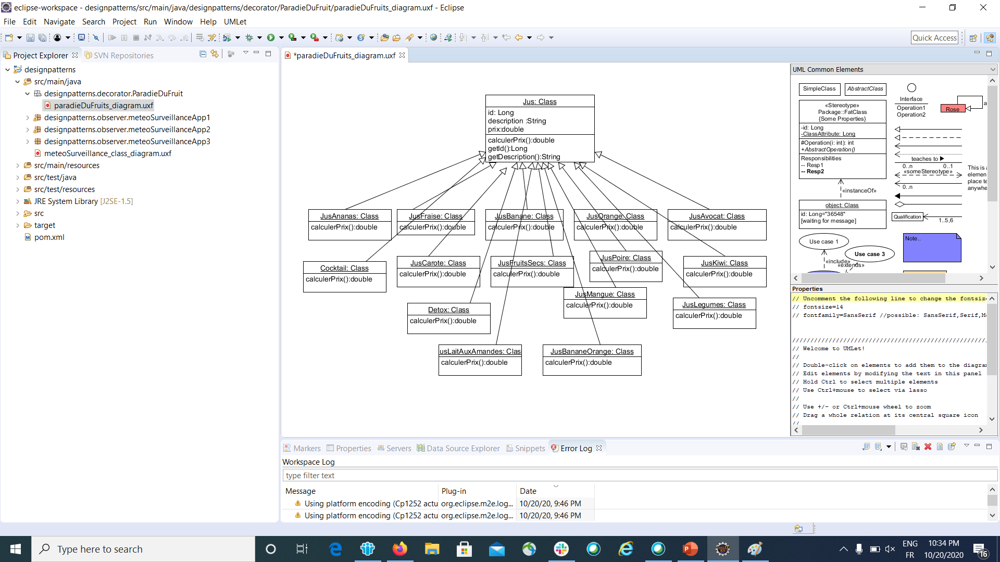 eclipse-workspace - designpatterns/src/main/java/designpatterns/decorator/ParadieDuFruit/paradieDuFruits_diagram.uxf - Eclipse
File Edit Navigate Search Project Run Window Help UMLet
Quick Access
Project Explorer
SVN Repositories
designpatterns
src/main/java
designpatterns.decorator.ParadieDuFruit
paradieDuFruits_diagram.uxf
designpatterns.observer.meteoSurveillanceApp1
designpatterns.observer.meteoSurveillanceApp2
designpatterns.observer.meteoSurveillanceApp3
meteoSurveillance_class_diagram.uxf
src/main/resources
src/test/java
src/test/resources
JRE System Library [J2SE-1.5]
src
target
pom.xml
*paradieDuFruits_diagram.uxf
Jus: Class
id: Long
description :String
prix:double
calculerPrix():double
getId():Long
getDescription():String
JusAnanas: Class
calculerPrix():double
JusFraise: Class
calculerPrix():double
JusBanane: Class
calculerPrix():double
JusOrange: Class
calculerPrix():double
JusAvocat: Class
calculerPrix():double
Cocktail: Class
calculerPrix():double
JusCarote: Class
calculerPrix():double
JusFruitsSecs: Class
calculerPrix():double
JusPoire: Class
calculerPrix():double
JusKiwi: Class
calculerPrix():double
Detox: Class
calculerPrix():double
JusMangue: Class
calculerPrix():double
JusLegumes: Class
calculerPrix():double
usLaitAuxAmandes: Clas
calculerPrix():double
JusBananeOrange: Class
calculerPrix():double
UML Common Elements
SimpleClass
AbstractClass
«Stereotype»
Package::FatClass
{Some Properties}
-id: Long
-ClassAttribute: Long
#Operation(i: int): int
+AbstractOperation()
Responsibilities
-- Resp1
-- Resp2
Interface
Operation1
Operation2
Rose
a
teaches to
0..n 0..1
«someStereotype»
0..n
This is a
elemen
place te
anywhe
«instanceOf»
object: Class
id: Long="36548"
[waiting for message]
Qualification
1..5,6
Use case 1
Use case 3
«include»
«extends»
Note..
Properties
// Uncomment the following line to change the fontsize
// fontsize=14
// fontfamily=SansSerif //possible: SansSerif,Serif,M
//////////////////////////////////////////////////////
// Welcome to UMLet!
//
// Double-click on elements to add them to the diagram
// Edit elements by modifying the text in this panel
// Hold Ctrl to select multiple elements
// Use Ctrl+mouse to select via lasso
//
// Use +/- or Ctrl+mouse wheel to zoom
// Drag a whole relation at its central square icon
//
Markers Properties Servers Data Source Explorer Snippets Error Log
Workspace Log
type filter text
Message Plug-in Date
Using platform encoding (Cp1252 actu org.eclipse.m2e.log... 10/20/20, 9:46 PM
Using platform encoding (Cp1252 actu org.eclipse.m2e.log... 10/20/20, 9:46 PM
Type here to search
ENG
FR
10:34 PM
10/20/2020
16